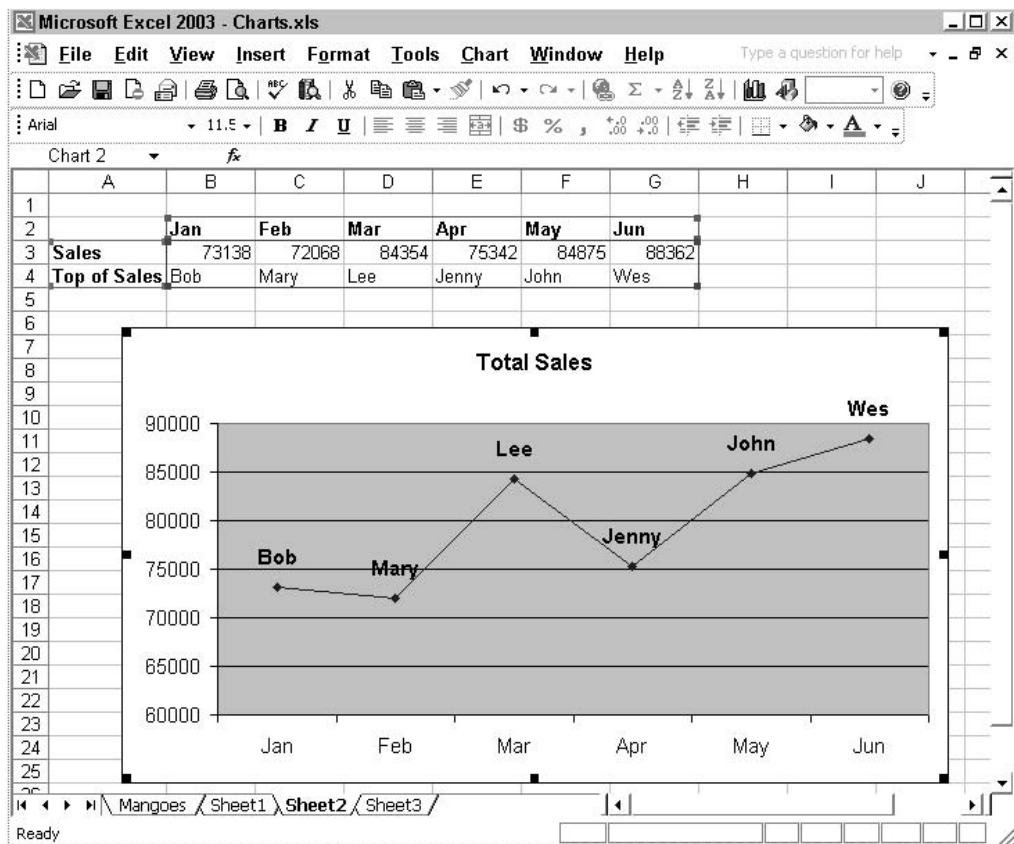 Microsoft Excel 2003 - Charts.xls
File Edit View Insert Format Tools Chart Window Help Type a question for help
Arial 11.5 B I U $ % ,
Chart 2 fx
A B C D E F G H I J
1
2 Jan Feb Mar Apr May Jun
3 Sales 73138 72068 84354 75342 84875 88362
4 Top of Sales Bob Mary Lee Jenny John Wes
5
6
7
8
9
10
11
12
13
14
15
16
17
18
19
20
21
22
23
24
25
Total Sales
Wes
90000
Lee John
85000
80000
Jenny
Bob Mary
75000
70000
65000
60000
Jan Feb Mar Apr May Jun
Mangoes Sheet1 Sheet2 Sheet3
Ready